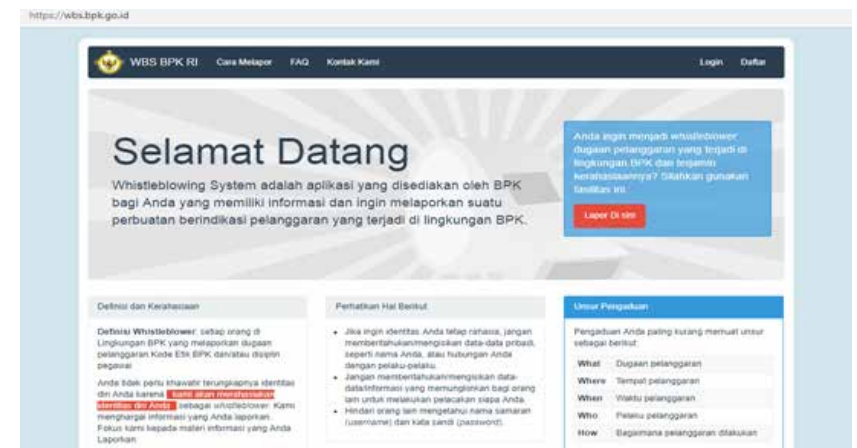 https://wbs.bpk.go.id
WBS BPK RI Cara Melapor FAQ Kontak Kami Login Daftar
Selamat Datang
Whistleblowing System adalah aplikasi yang disediakan oleh BPK
bagi Anda yang memiliki informasi dan ingin melaporkan suatu
perbuatan berindikasi pelanggaran yang terjadi di lingkungan BPK.
Anda ingin menjadi whistleblower
dugaan pelanggaran yang terjadi di
lingkungan BPK dan terjamin
kerahasiaannya? Silahkan gunakan
fasilitas ini.
Lapor Di sini
Definisi dan Kerahasiaan
Definisi Whistleblower: setiap orang di
Lingkungan BPK yang melaporkan dugaan
pelanggaran Kode Etik BPK dan/atau disiplin
pegawai
Anda tidak perlu khawatir terungkapnya identitas
diri Anda karena kami akan merahasiakan
identitas diri Anda sebagai whistleblower. Kami
menghargai informasi yang Anda laporkan.
Fokus kami kepada materi informasi yang Anda
Laporkan
Perhatikan Hal Berikut
• Jika ingin identitas Anda tetap rahasia, jangan
memberitahukan/mengisikan data-data pribadi,
seperti nama Anda, atau hubungan Anda
dengan pelaku-pelaku.
• Jangan memberitahukan/mengisikan data-
data/informasi yang memungkinkan bagi orang
lain untuk melakukan pelacakan siapa Anda.
• Hindari orang lain mengetahui nama samaran
(username) dan kata sandi (password).
Unsur Pengaduan
Pengaduan Anda paling kurang memuat unsur
sebagai berikut:
What Dugaan pelanggaran
Where Tempat pelanggaran
When Waktu pelanggaran
Who Pelaku pelanggaran
How Bagaimana pelanggaran dilakukan